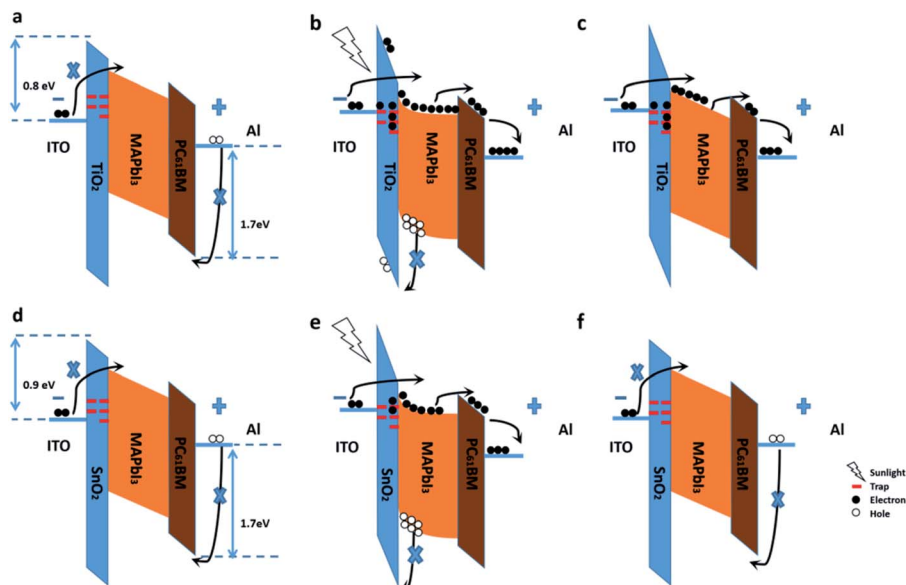 a
0.8 eV
ITO
TiO₂
MAPbI₃
PC₆₁BM
Al
1.7eV
b
ITO
TiO₂
MAPbI₃
PC₆₁BM
Al
c
ITO
TiO₂
MAPbI₃
PC₆₁BM
Al
d
0.9 eV
ITO
SnO₂
MAPbI₃
PC₆₁BM
Al
1.7eV
e
ITO
SnO₂
MAPbI₃
PC₆₁BM
Al
f
ITO
SnO₂
MAPbI₃
PC₆₁BM
Al
Sunlight
Trap
Electron
Hole